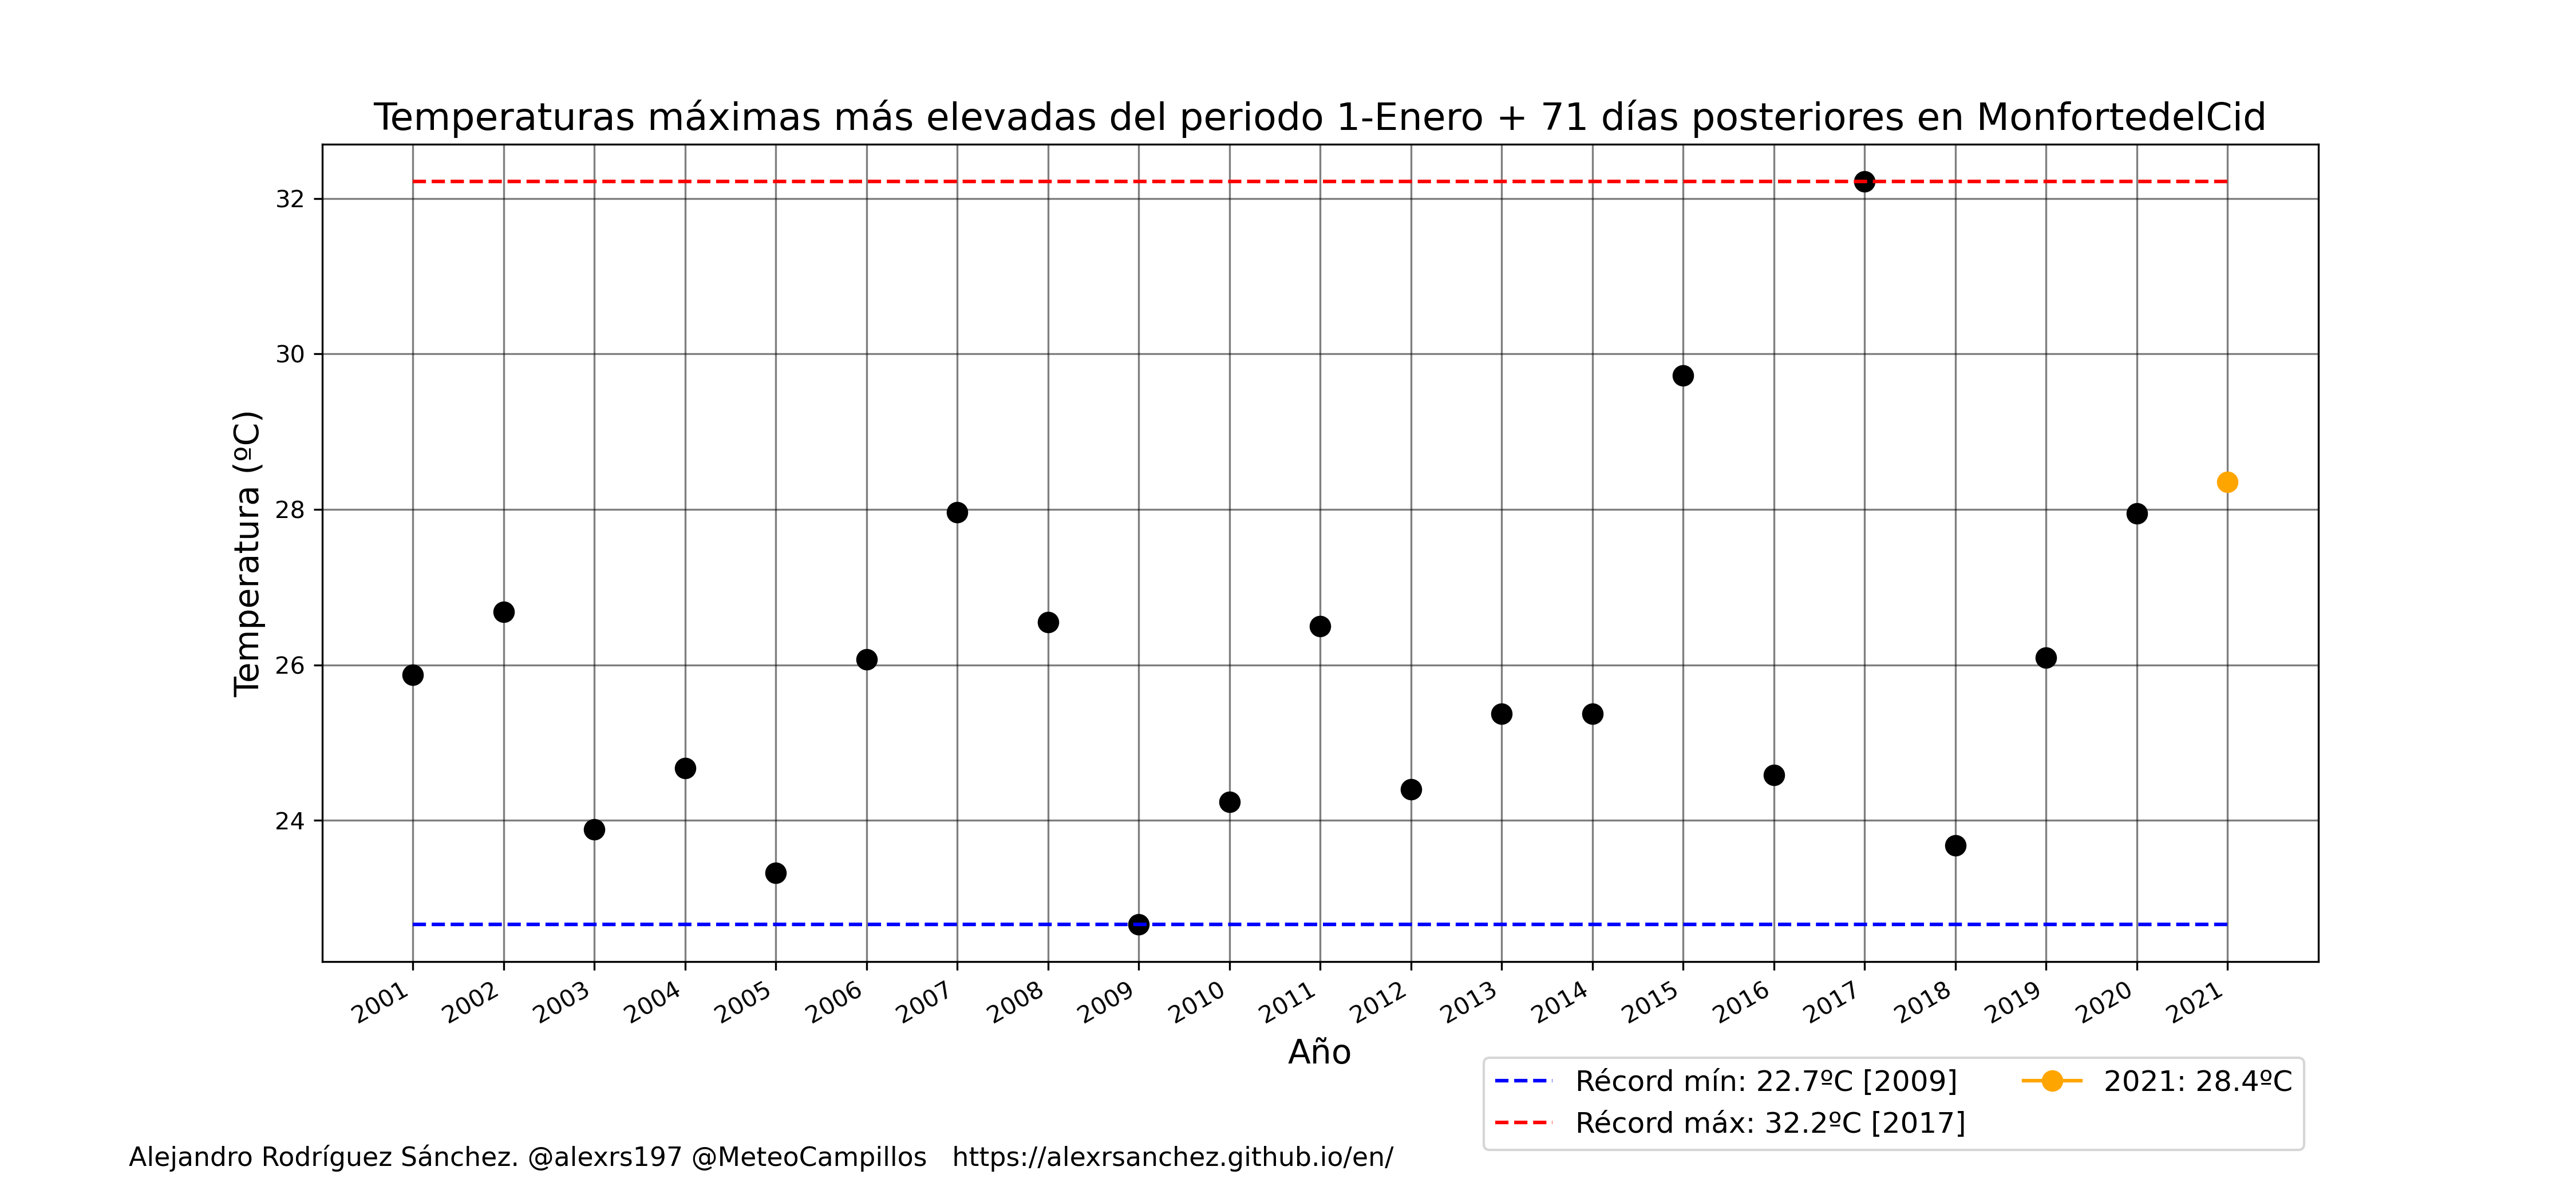 Temperaturas máximas más elevadas del periodo 1-Enero + 71 días posteriores en MonfortedelCid
Temperatura (ºC)
32
30
28
26
24
2001 2002 2003 2004 2005 2006 2007 2008 2009 2010 2011 2012 2013 2014 2015 2016 2017 2018 2019 2020 2021
Año
Récord mín: 22.7ºC [2009]
Récord máx: 32.2ºC [2017]
2021: 28.4ºC
Alejandro Rodríguez Sánchez. @alexrs197 @MeteoCampillos https://alexrsanchez.github.io/en/